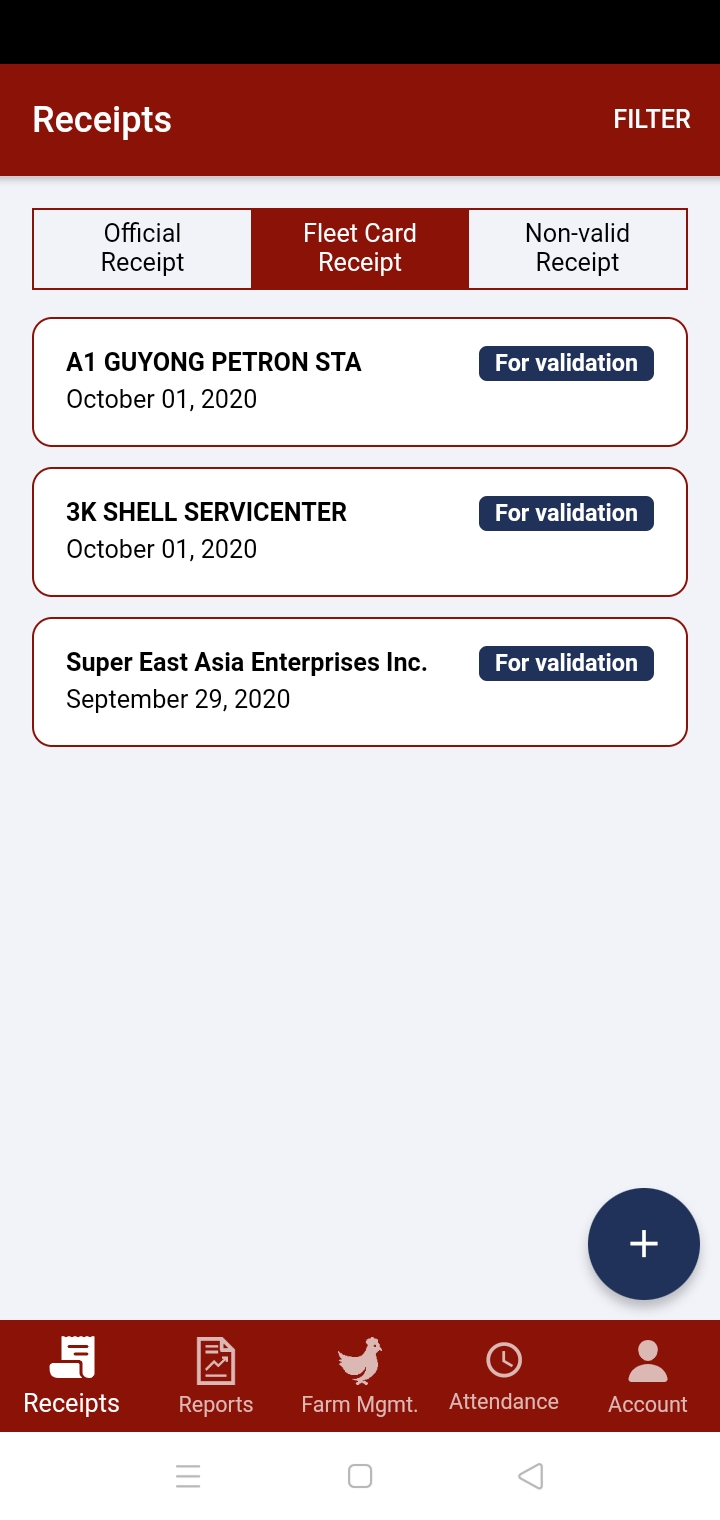 Receipts
FILTER
Official
Receipt
Fleet Card
Receipt
Non-valid
Receipt
A1 GUYONG PETRON STA
For validation
October 01, 2020
3K SHELL SERVICENTER
For validation
October 01, 2020
Super East Asia Enterprises Inc.
For validation
September 29, 2020
Receipts
Reports
Farm Mgmt.
Attendance
Account